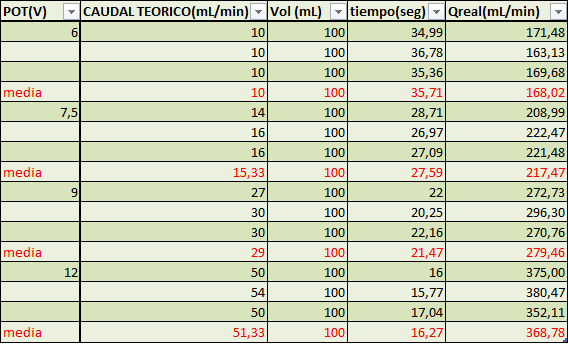 POT(V) CAUDAL TEORICO(mL/min) Vol (mL) tiempo(seg) Qreal(mL/min)
6 10 100 34,99 171,48
10 100 36,78 163,13
10 100 35,36 169,68
media 10 100 35,71 168,02
7,5 14 100 28,71 208,99
16 100 26,97 222,47
16 100 27,09 221,48
media 15,33 100 27,59 217,47
9 27 100 22 272,73
30 100 20,25 296,30
30 100 22,16 270,76
media 29 100 21,47 279,46
12 50 100 16 375,00
54 100 15,77 380,47
50 100 17,04 352,11
media 51,33 100 16,27 368,78